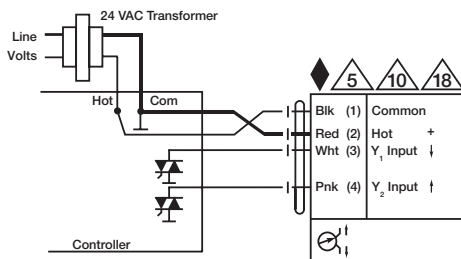 24 VAC Transformer
Line
Volts
Hot
Com
5 10 18
Blk (1) Common
Red (2) Hot +
Wht (3) Y1 Input ↓
Pnk (4) Y2 Input ↑
Controller